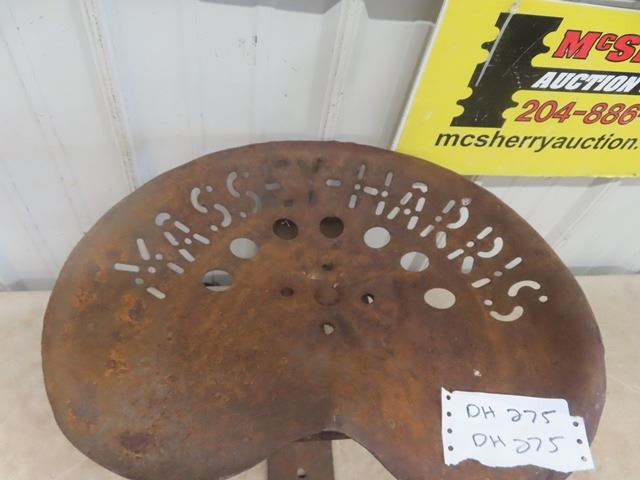 McS
AUCTION
204-886-
mcsherryauction.
MASSEY-HARRIS
DH 275
DH 275